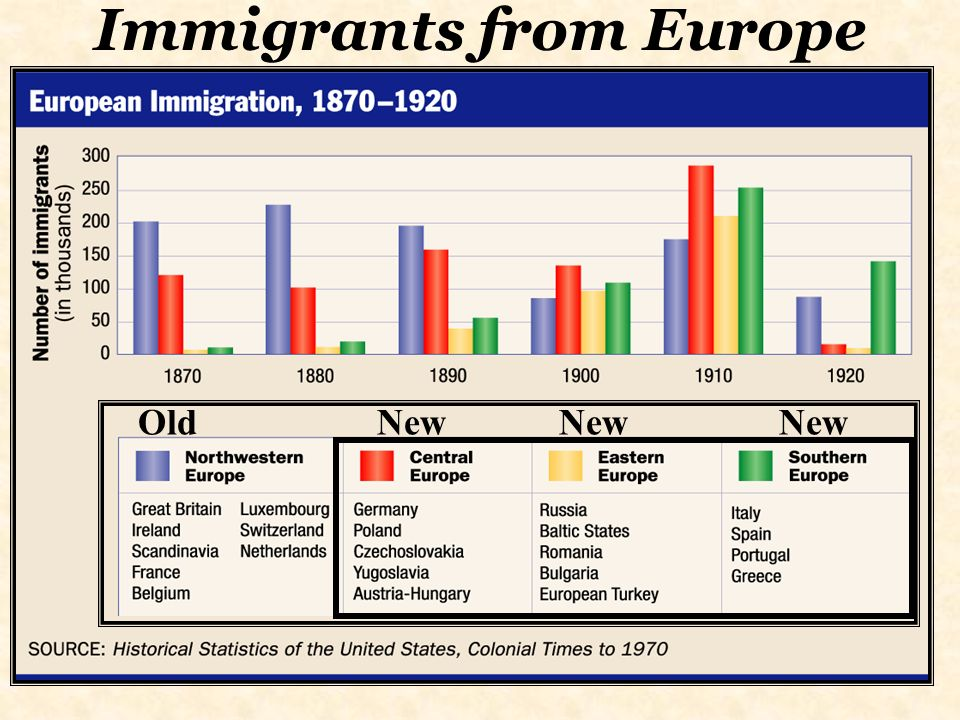 Immigrants from Europe
European Immigration, 1870–1920
Number of immigrants
(in thousands)
300
250
200
150
100
50
0
1870 1880 1890 1900 1910 1920
Old New New New
Northwestern
Europe
Great Britain
Ireland
Scandinavia
France
Belgium
Luxembourg
Switzerland
Netherlands
Central
Europe
Germany
Poland
Czechoslovakia
Yugoslavia
Austria-Hungary
Eastern
Europe
Russia
Baltic States
Romania
Bulgaria
European Turkey
Southern
Europe
Italy
Spain
Portugal
Greece
SOURCE: Historical Statistics of the United States, Colonial Times to 1970